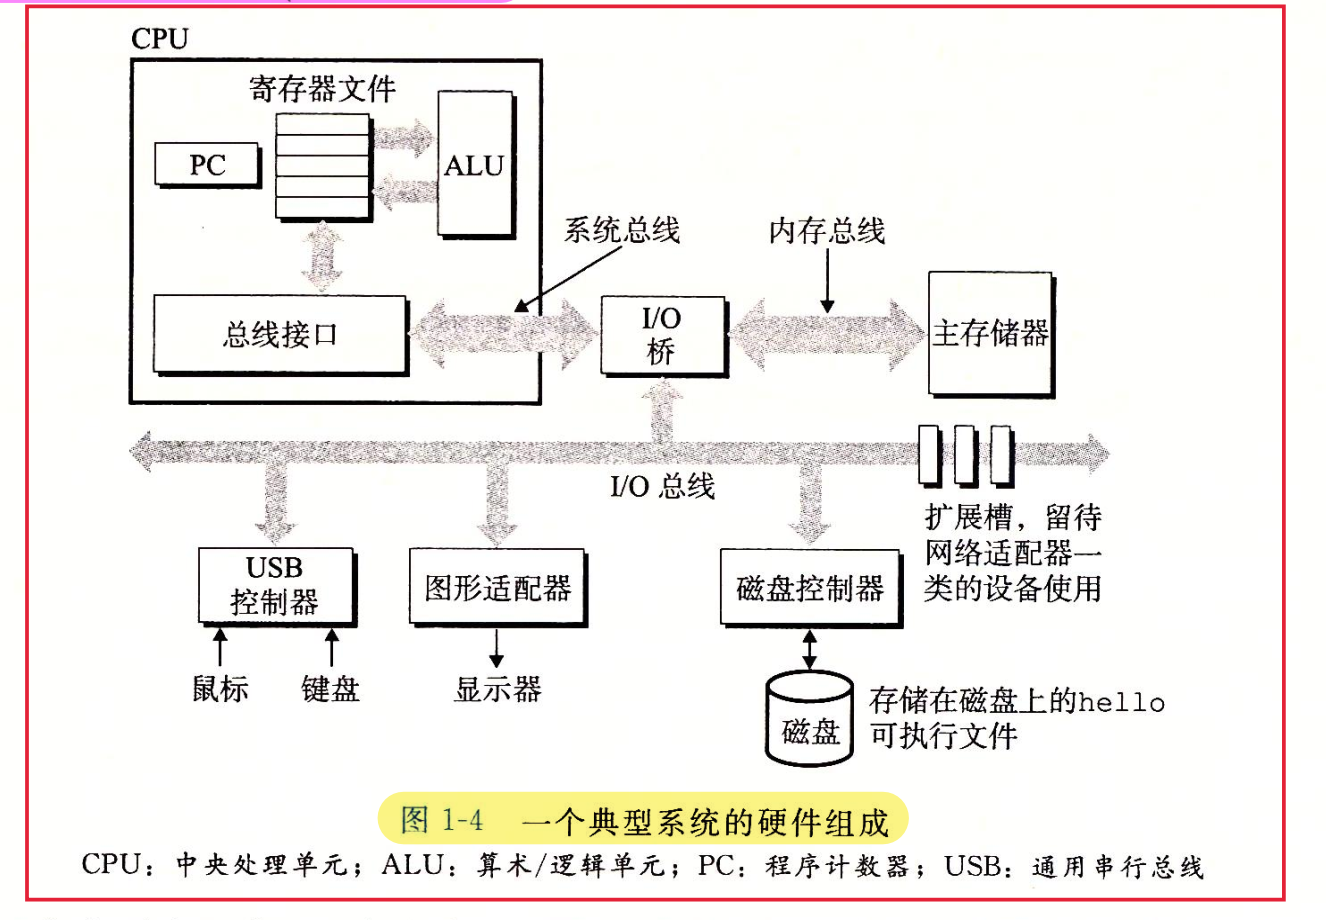 CPU
寄存器文件
PC
ALU
系统总线
内存总线
总线接口
I/O
桥
主存储器
I/O 总线
扩展槽，留待
网络适配器一
类的设备使用
USB
控制器
图形适配器
磁盘控制器
鼠标
键盘
显示器
磁盘
存储在磁盘上的hello
可执行文件
图 1-4 一个典型系统的硬件组成
CPU：中央处理单元；ALU：算术/逻辑单元；PC：程序计数器；USB：通用串行总线